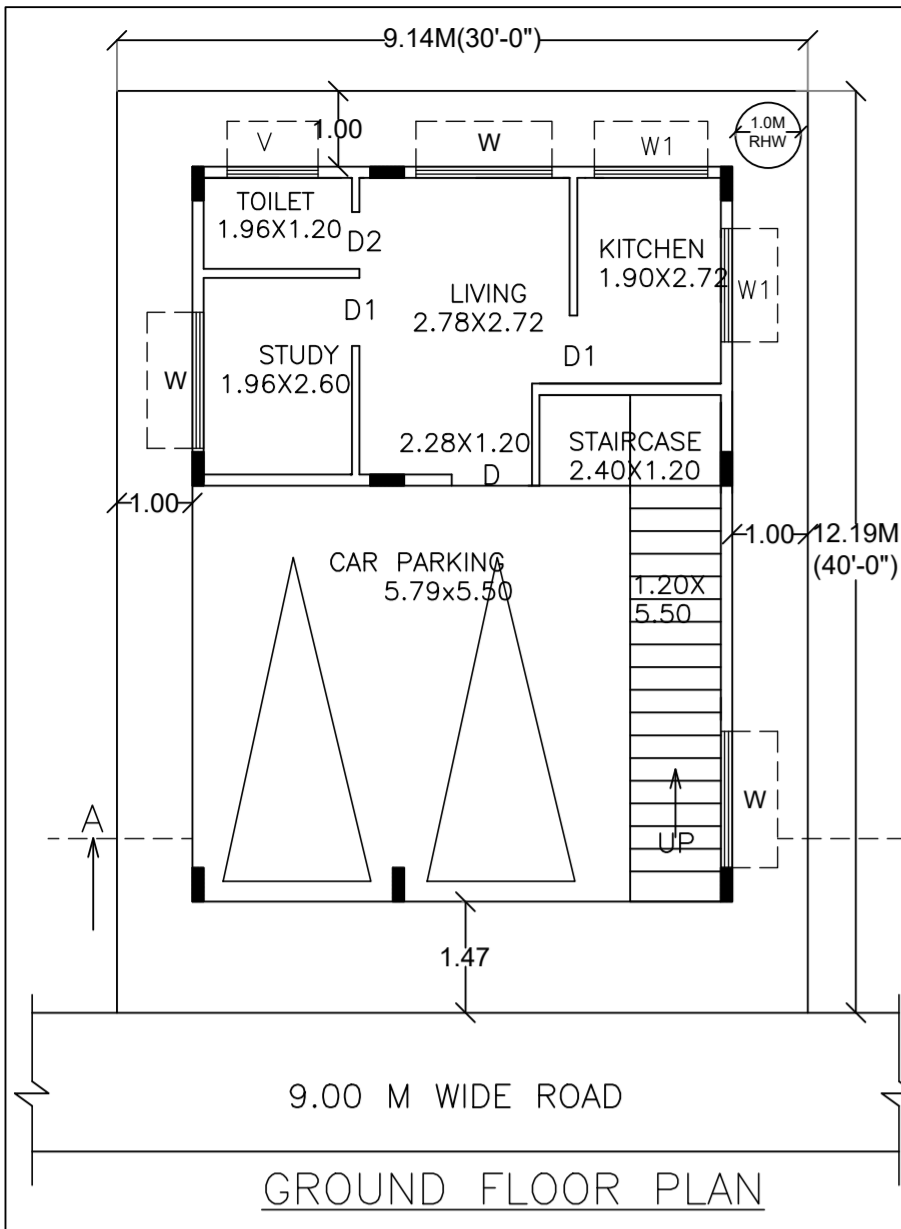 9.14M(30'-0")
1.00
V
W
W1
1.0M
RHW
TOILET
1.96X1.20
D2
KITCHEN
1.90X2.72
W1
LIVING
2.78X2.72
D1
D1
STUDY
1.96X2.60
W
2.28X1.20
D
STAIRCASE
2.40X1.20
1.00
1.00
12.19M
(40'-0")
CAR PARKING
5.79x5.50
1.20X
5.50
W
A
UP
1.47
9.00 M WIDE ROAD
GROUND FLOOR PLAN